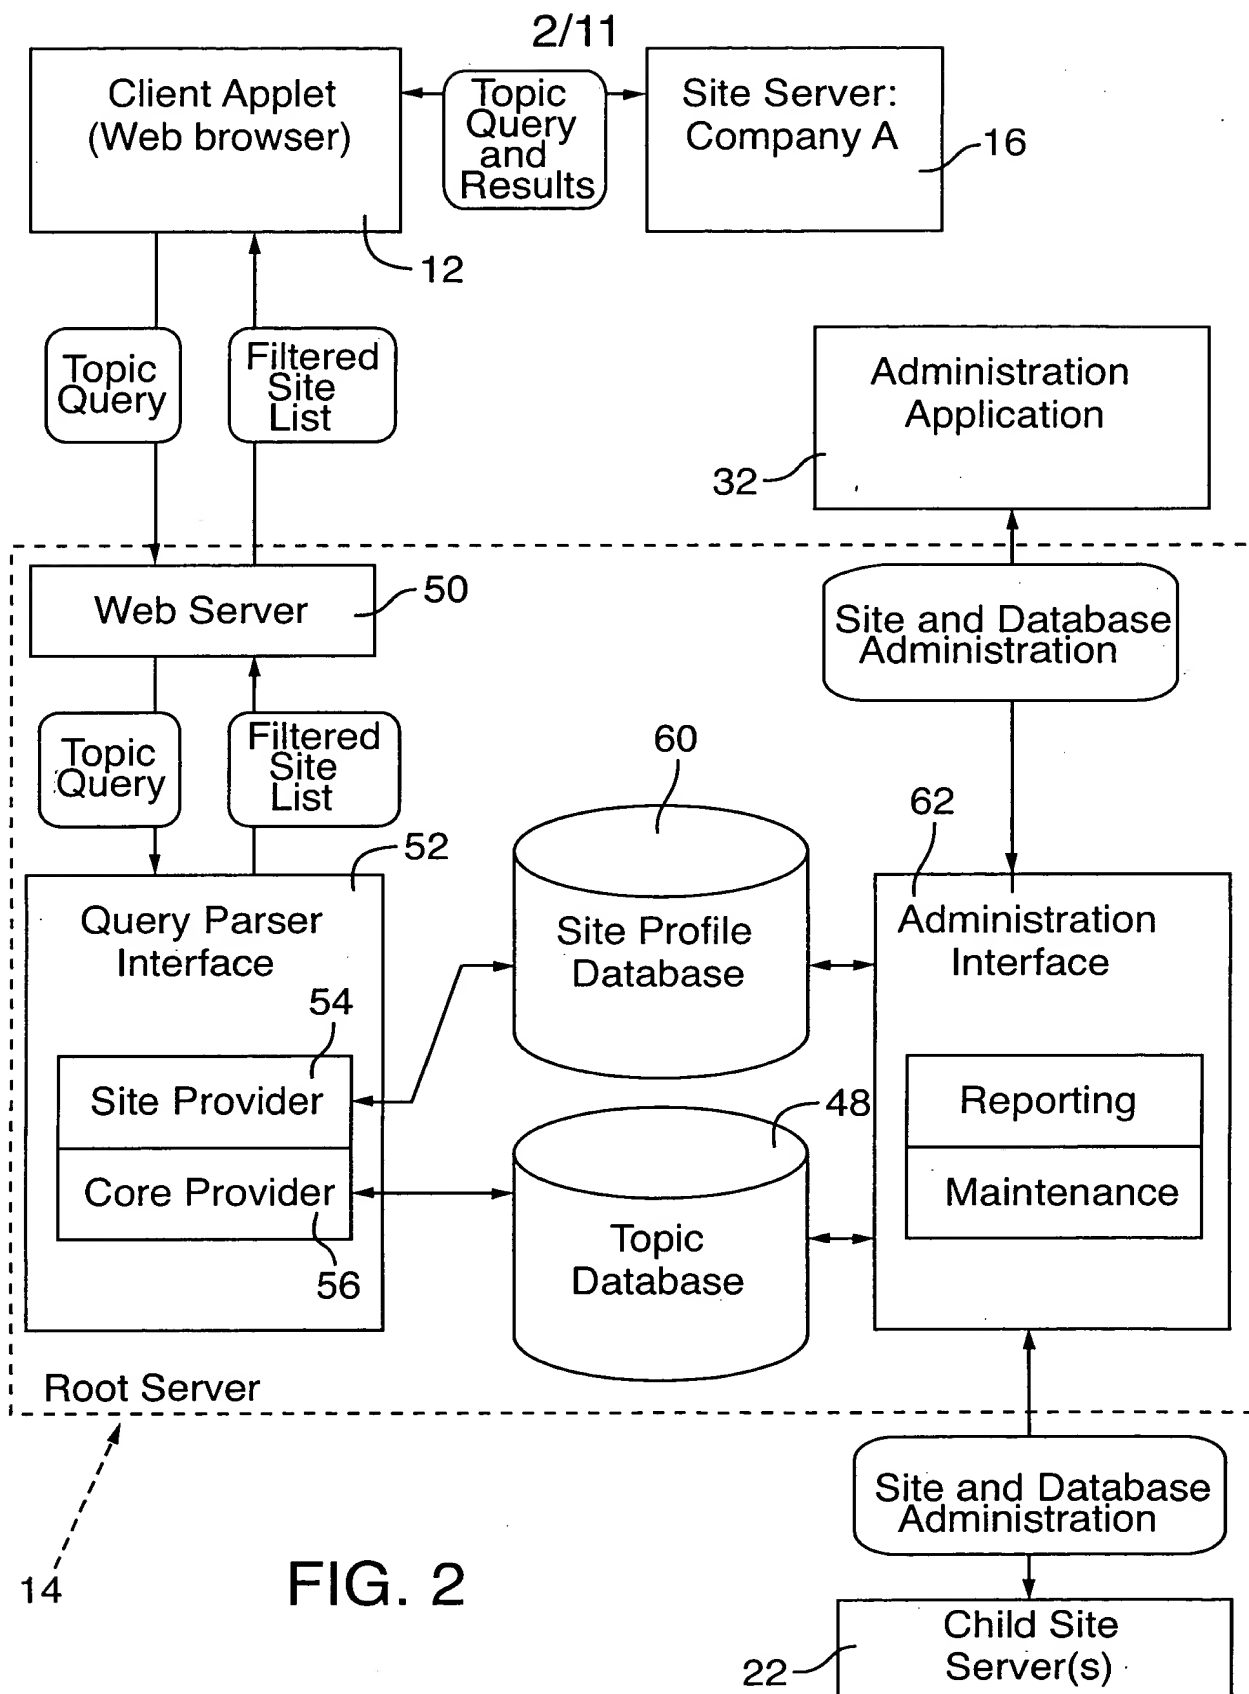 2/11
Client Applet
(Web browser)
Topic
Query
and
Results
Site Server:
Company A
16
12
Topic
Query
Filtered
Site
List
Administration
Application
32
Web Server
50
Site and Database
Administration
Topic
Query
Filtered
Site
List
60
62
52
Query Parser
Interface
Site Profile
Database
Administration
Interface
54
Site Provider
48
Reporting
Core Provider
Maintenance
56
Topic
Database
Root Server
Site and Database
Administration
14
FIG. 2
Child Site
Server(s)
22